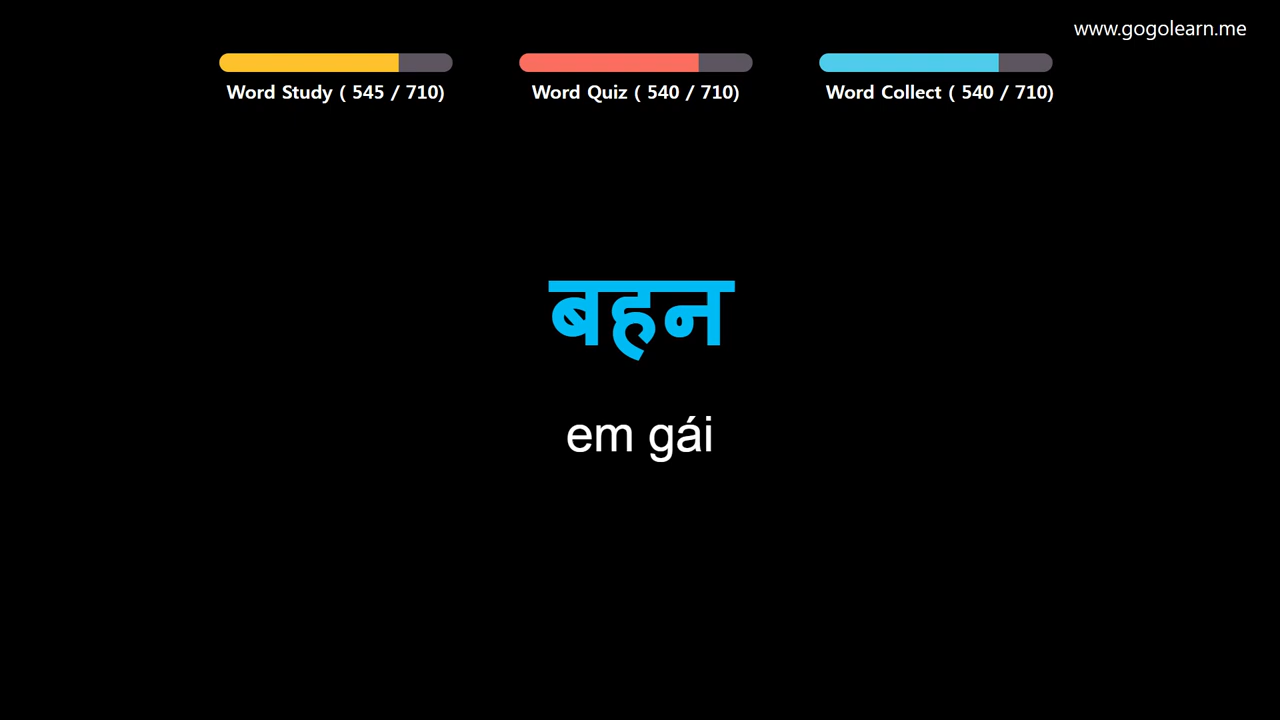 www.gogolearn.me
Word Study ( 545 / 710)
Word Quiz ( 540 / 710)
Word Collect ( 540 / 710)
बहन
em gái